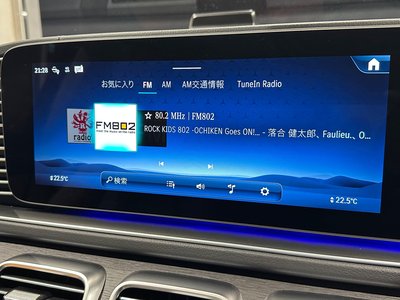 21:28
お気に入り FM AM AM交通情報 TuneIn Radio
radio
FM802
☆ 80.2 MHz | FM802
ROCK KIDS 802 -OCHIKEN Goes ON!... - 落合 健太郎、Faulieu.、O...
検索
22.5℃
22.5℃